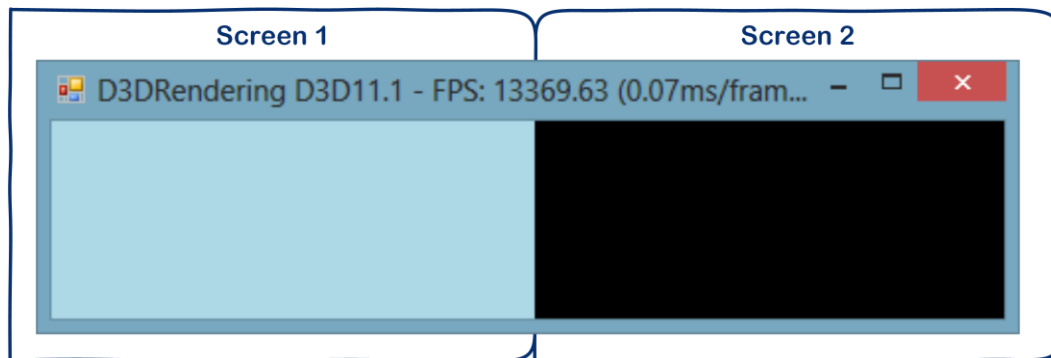 Screen 1
Screen 2
D3DRendering D3D11.1 - FPS: 13369.63 (0.07ms/fram...